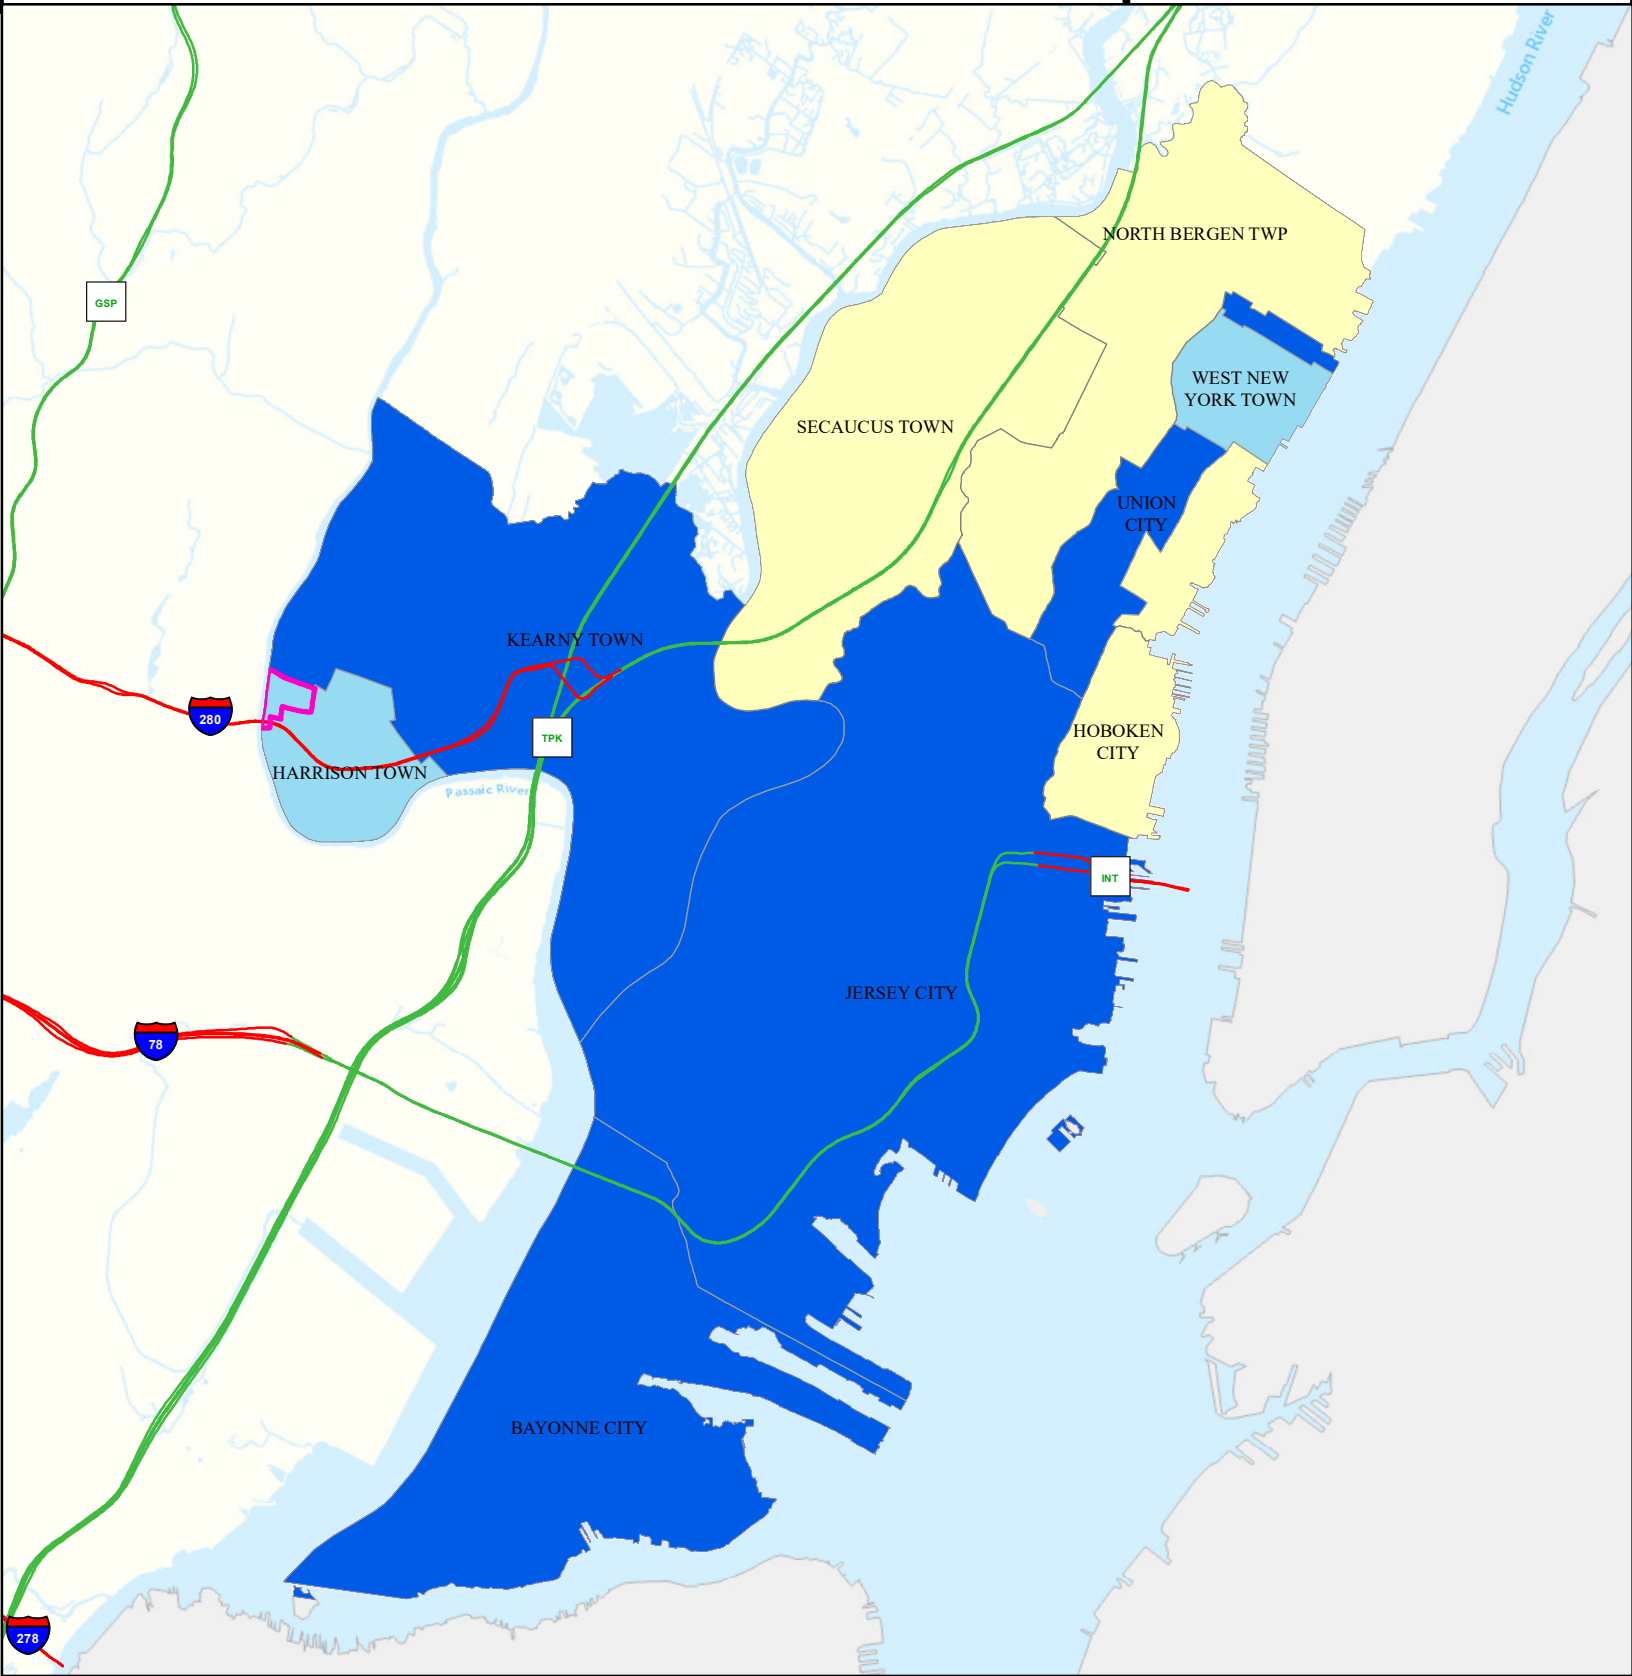 Hudson River
NORTH BERGEN TWP
GSP
WEST NEW
YORK TOWN
SECAUCUS TOWN
UNION
CITY
KEARNY TOWN
280
TPK
HOBOKEN
CITY
HARRISON TOWN
Passaic River
INT
JERSEY CITY
78
BAYONNE CITY
278